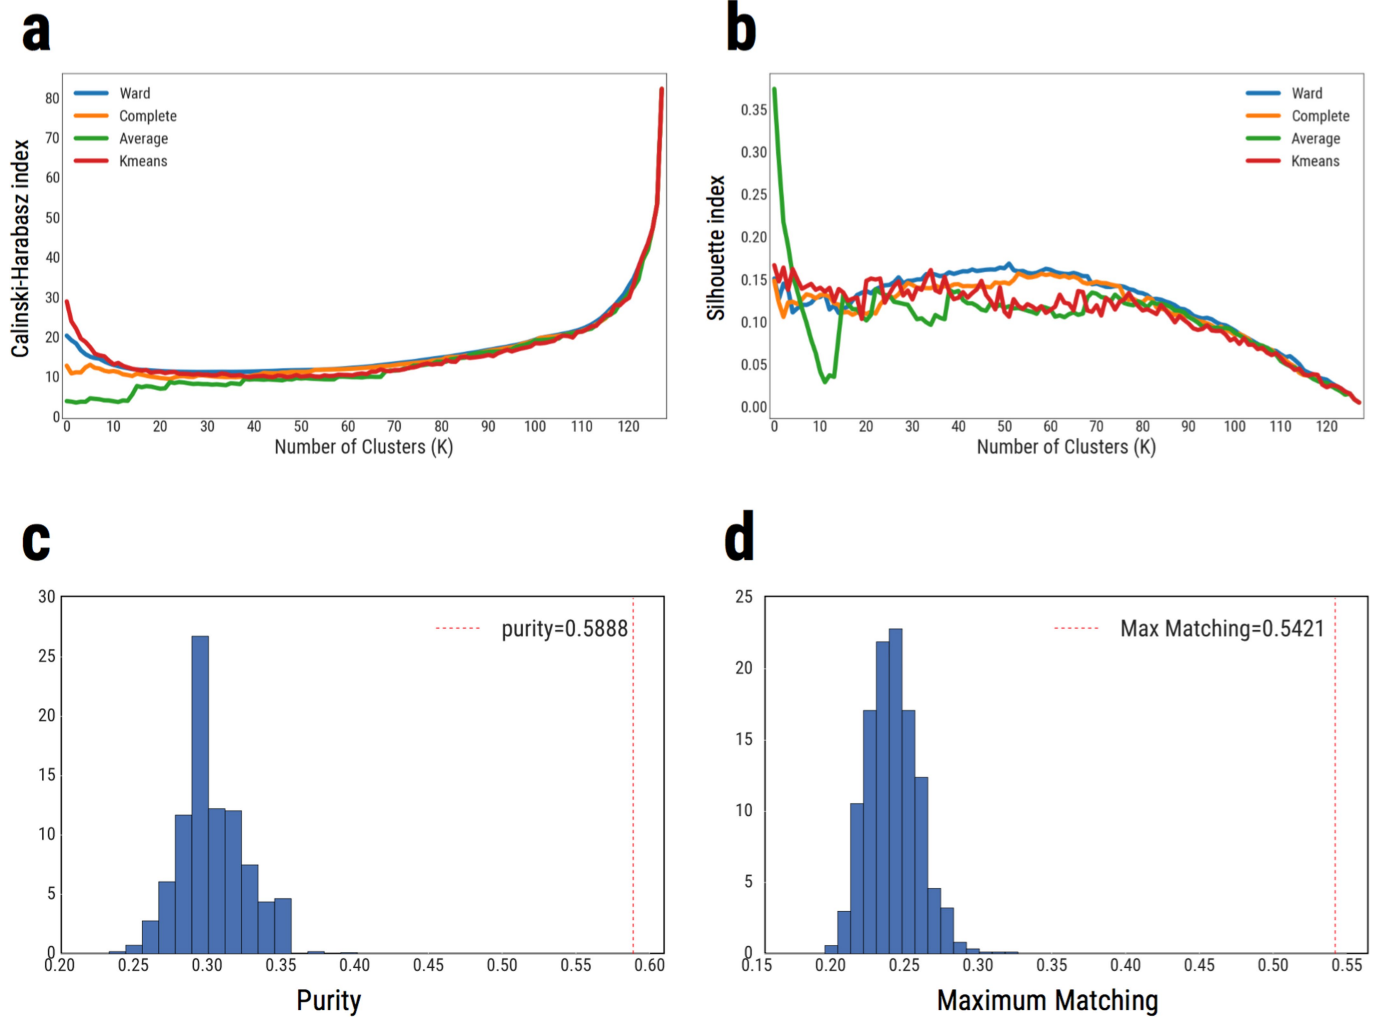 a
b
Calinski-Harabasz index
80
70
60
50
40
30
20
10
0
Ward
Complete
Average
Kmeans
0 10 20 30 40 50 60 70 80 90 100 110 120
Number of Clusters (K)
Silhouette index
0.35
0.30
0.25
0.20
0.15
0.10
0.05
0.00
Ward
Complete
Average
Kmeans
0 10 20 30 40 50 60 70 80 90 100 110 120
Number of Clusters (K)
c
d
30
25
20
15
10
5
0
purity=0.5888
0.20 0.25 0.30 0.35 0.40 0.45 0.50 0.55 0.60
Purity
25
20
15
10
5
0
Max Matching=0.5421
0.15 0.20 0.25 0.30 0.35 0.40 0.45 0.50 0.55
Maximum Matching